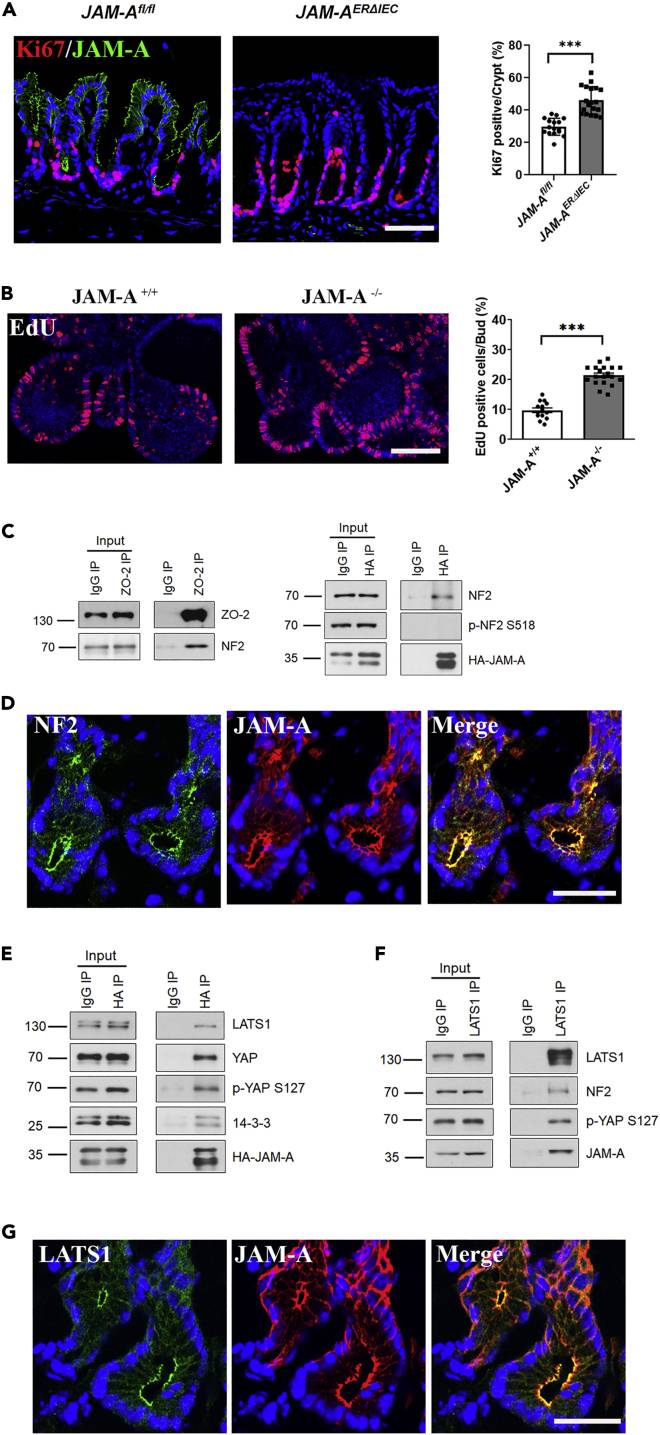 A
JAM-Afl/fl
JAM-AERΔIEC
Ki67/JAM-A
Ki67 positive/Crypt (%)
80
60
40
20
0
***
JAM-Afl/fl
JAM-AERΔIEC
B
JAM-A +/+
JAM-A -/-
EdU
EdU positive cells/Bud (%)
40
30
20
10
0
***
JAM-A+/+
JAM-A-/-
C
Input
IgG IP
ZO-2 IP
IgG IP
ZO-2 IP
130
ZO-2
70
NF2
Input
IgG IP
HA IP
IgG IP
HA IP
70
NF2
70
p-NF2 S518
35
HA-JAM-A
D
NF2
JAM-A
Merge
E
Input
IgG IP
HA IP
IgG IP
HA IP
130
LATS1
70
YAP
70
p-YAP S127
25
14-3-3
35
HA-JAM-A
F
Input
IgG IP
LATS1 IP
IgG IP
LATS1 IP
130
LATS1
70
NF2
70
p-YAP S127
35
JAM-A
G
LATS1
JAM-A
Merge